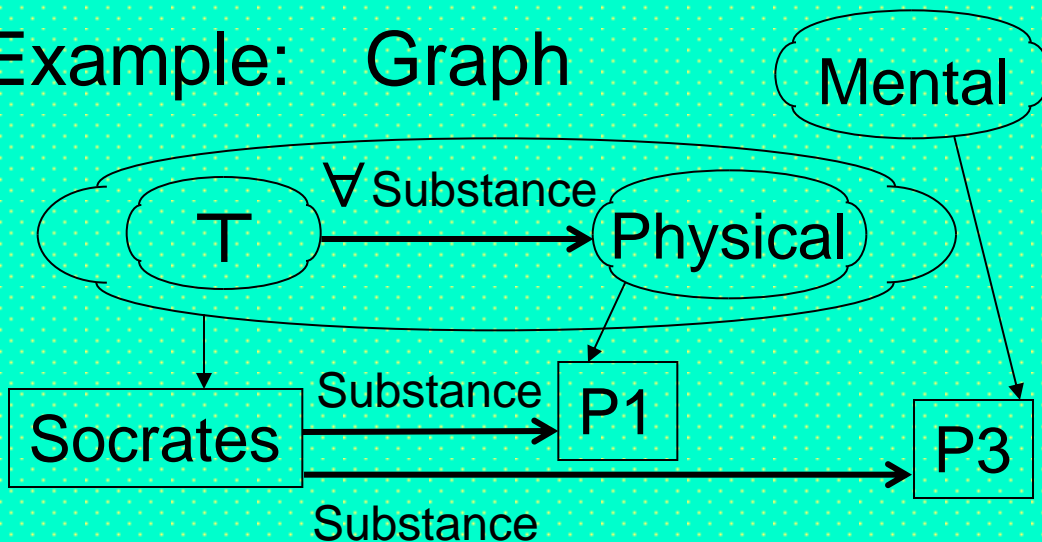 Example: Graph
Mental
∀ Substance
⊤
Physical
Substance
P1
Socrates
P3
Substance